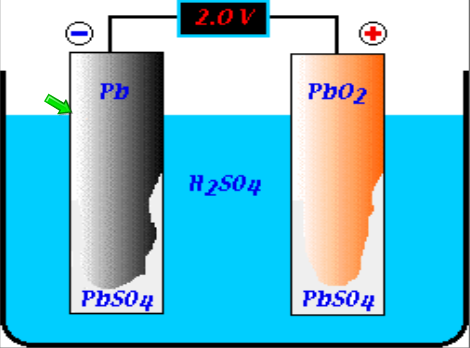 2.0 V
− +
Pb PbO₂
H₂SO₄
PbSO₄ PbSO₄